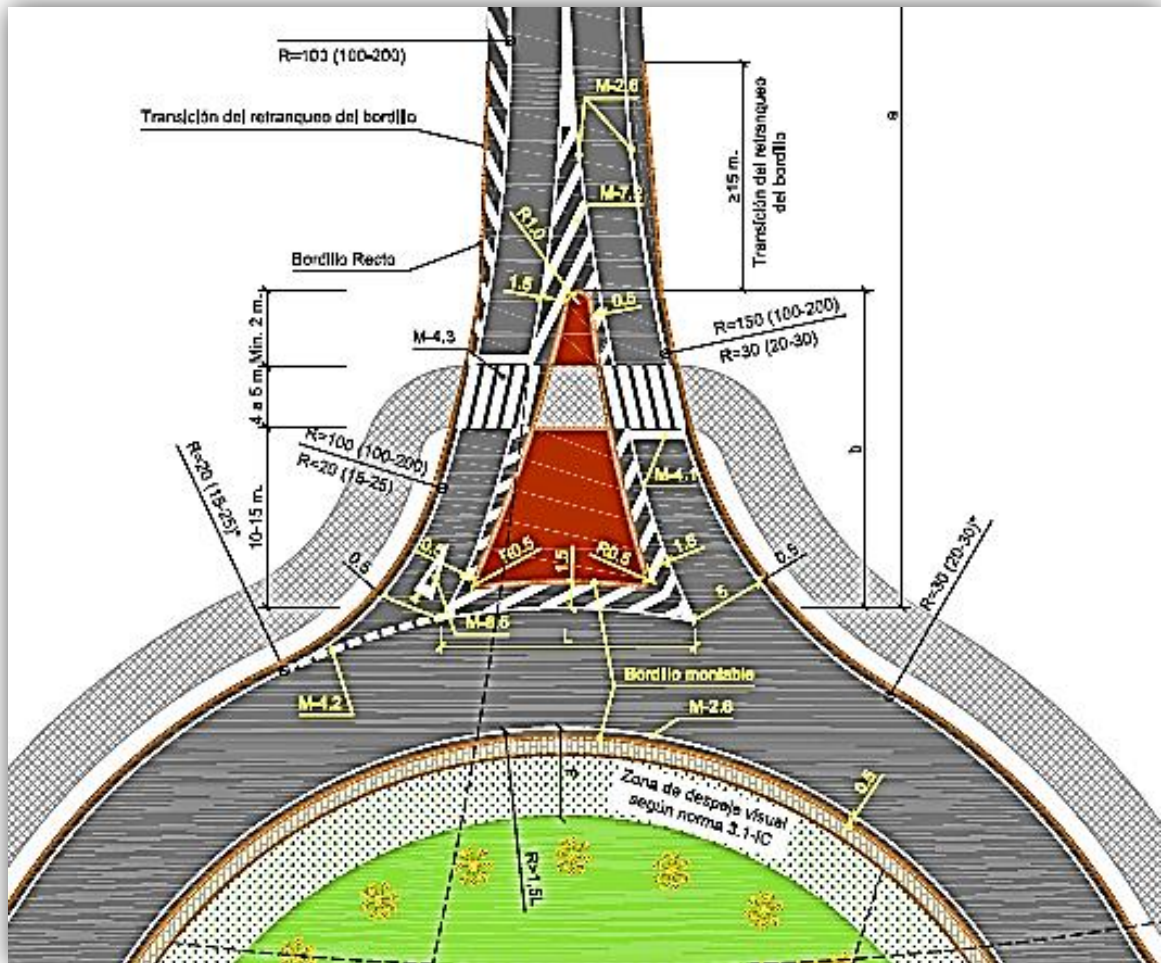 R=100 (100-200)
Transición del retranqueo del bordillo
M-2.6
≥15 m.
Transición del retranqueo
del bordillo
M-7.2
R1.0
Bordillo Recto
1.5
0.5
Mín. 2 m.
M-4.3
R=150 (100-200)
R=30 (20-30)
4 a 5 m.
R=100 (100-200)
R=20 (15-25)
R=20 (15-25)*
M-4.1
10-15 m.
0.5
0.5
R0.5
R0.5
1.5
1.5
0.5
R=30 (20-30)*
4
5
b
M-6.5
L
Bordillo montable
M-4.2
M-2.6
Zona de despeje visual
según norma 3.1-IC
0.5
R>1.5L